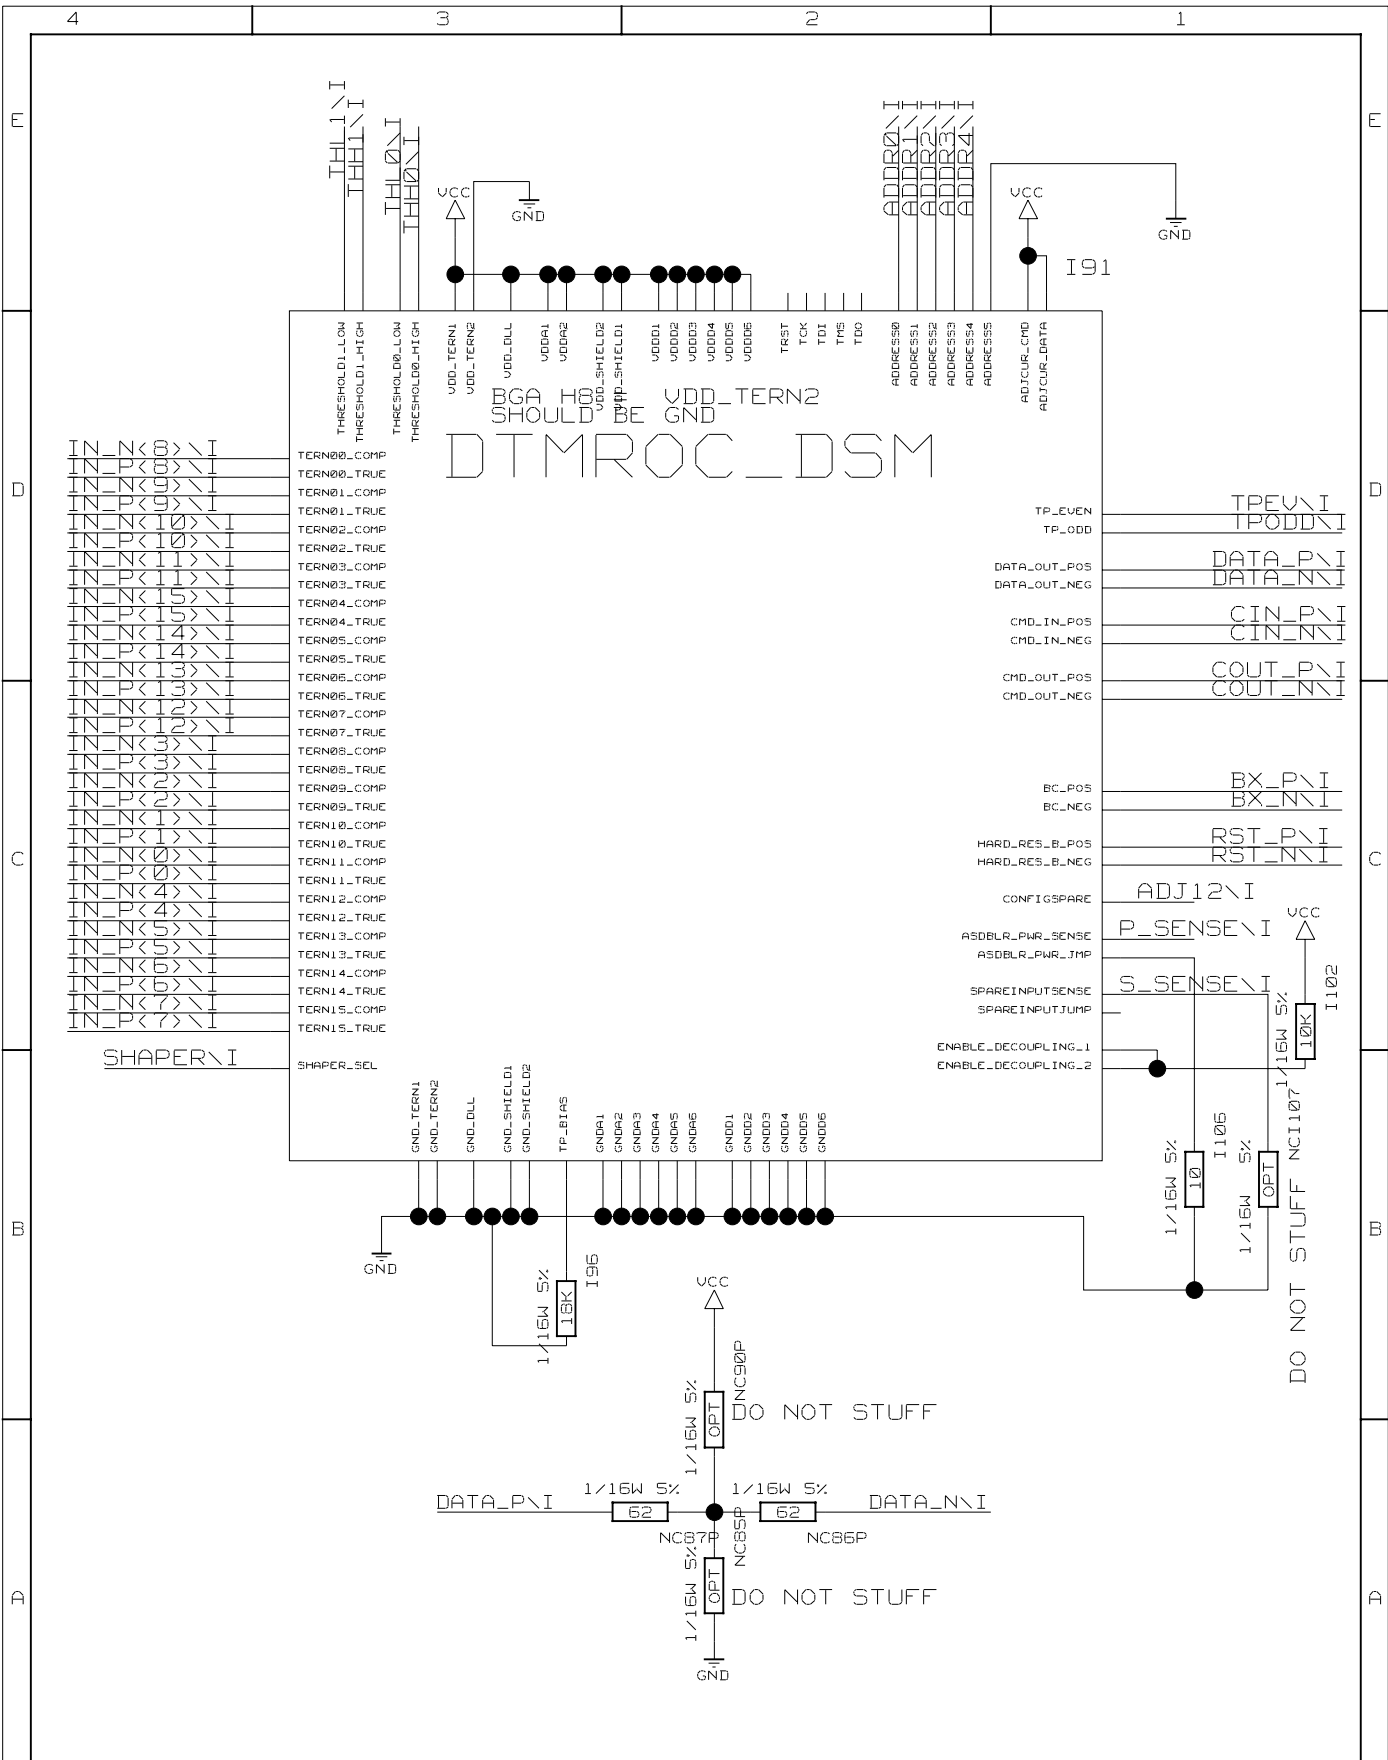 4 3 2 1
E E
THL1\I
THH1\I
THL0\I
THH0\I
ADDR0\I
ADDR1\I
ADDR2\I
ADDR3\I
ADDR4\I
VCC
GND
VCC
GND
I91
THRESHOLD1_LOW
THRESHOLD1_HIGH
THRESHOLD0_LOW
THRESHOLD0_HIGH
VDD_TERN1
VDD_TERN2
VDD_DLL
VDDA1
VDDA2
VDD_SHIELD2
VDD_SHIELD1
VDDD1
VDDD2
VDDD3
VDDD4
VDDD5
VDDD6
TRST
TCK
TDI
TMS
TDO
ADDRESS0
ADDRESS1
ADDRESS2
ADDRESS3
ADDRESS4
ADDRESS5
ADJCUR_CMD
ADJCUR_DATA
BGA H8 VDD_TERN2
SHOULD BE GND
DTMROC_DSM
D D
IN_N<8>\I TERN00_COMP
IN_P<8>\I TERN00_TRUE
IN_N<9>\I TERN01_COMP
IN_P<9>\I TERN01_TRUE
IN_N<10>\I TERN02_COMP
IN_P<10>\I TERN02_TRUE
IN_N<11>\I TERN03_COMP
IN_P<11>\I TERN03_TRUE
IN_N<15>\I TERN04_COMP
IN_P<15>\I TERN04_TRUE
IN_N<14>\I TERN05_COMP
IN_P<14>\I TERN05_TRUE
IN_N<13>\I TERN06_COMP
IN_P<13>\I TERN06_TRUE
IN_N<12>\I TERN07_COMP
IN_P<12>\I TERN07_TRUE
IN_N<3>\I TERN08_COMP
IN_P<3>\I TERN08_TRUE
IN_N<2>\I TERN09_COMP
IN_P<2>\I TERN09_TRUE
IN_N<1>\I TERN10_COMP
IN_P<1>\I TERN10_TRUE
IN_N<0>\I TERN11_COMP
IN_P<0>\I TERN11_TRUE
IN_N<4>\I TERN12_COMP
IN_P<4>\I TERN12_TRUE
IN_N<5>\I TERN13_COMP
IN_P<5>\I TERN13_TRUE
IN_N<6>\I TERN14_COMP
IN_P<6>\I TERN14_TRUE
IN_N<7>\I TERN15_COMP
IN_P<7>\I TERN15_TRUE
SHAPER\I SHAPER_SEL
TP_EVEN TPEV\I
TP_ODD TPODD\I
DATA_OUT_POS DATA_P\I
DATA_OUT_NEG DATA_N\I
CMD_IN_POS CIN_P\I
CMD_IN_NEG CIN_N\I
CMD_OUT_POS COUT_P\I
CMD_OUT_NEG COUT_N\I
BC_POS BX_P\I
BC_NEG BX_N\I
HARD_RES_B_POS RST_P\I
HARD_RES_B_NEG RST_N\I
C C
CONFIGSPARE ADJ12\I
ASDBLR_PWR_SENSE P_SENSE\I
ASDBLR_PWR_JMP
SPAREINPUTSENSE S_SENSE\I
SPAREINPUTJUMP
ENABLE_DECOUPLING_1
ENABLE_DECOUPLING_2
VCC
1/16W 5%
10K
I102
1/16W 5%
10
I106
1/16W 5%
OPT
NCI107
DO NOT STUFF
GND_TERN1
GND_TERN2
GND_DLL
GND_SHIELD1
GND_SHIELD2
TP_BIAS
GNDA1
GNDA2
GNDA3
GNDA4
GNDA5
GNDA6
GNDD1
GNDD2
GNDD3
GNDD4
GNDD5
GNDD6
B B
GND
1/16W 5%
18K
I96
VCC
1/16W 5%
OPT
NC90P
DO NOT STUFF
DATA_P\I 1/16W 5% 62 NC87P
1/16W 5% 62 NC86P DATA_N\I
1/16W 5%
OPT
NC85P
DO NOT STUFF
GND
A A